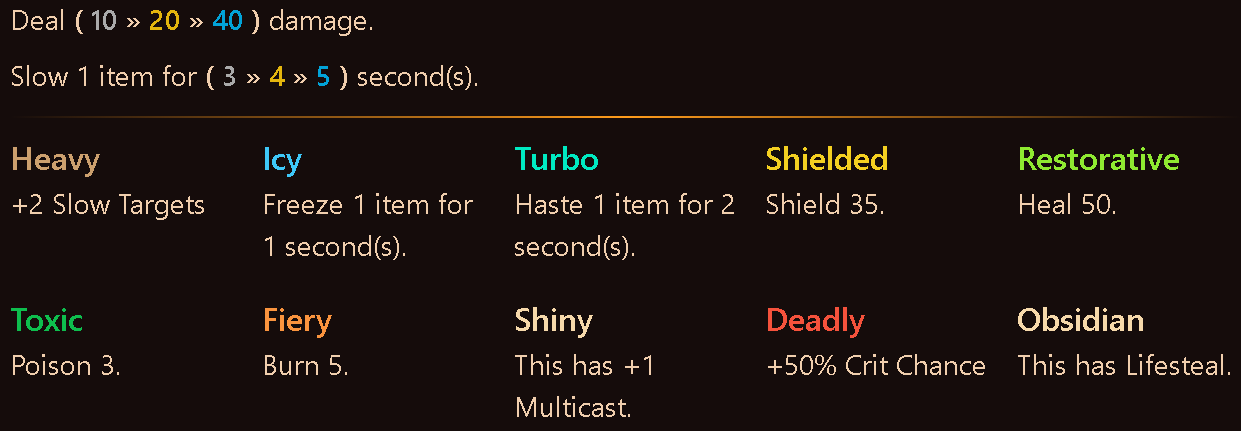 Deal ( 10 » 20 » 40 ) damage.
Slow 1 item for ( 3 » 4 » 5 ) second(s).
Heavy
+2 Slow Targets
Icy
Freeze 1 item for
1 second(s).
Turbo
Haste 1 item for 2
second(s).
Shielded
Shield 35.
Restorative
Heal 50.
Toxic
Poison 3.
Fiery
Burn 5.
Shiny
This has +1
Multicast.
Deadly
+50% Crit Chance
Obsidian
This has Lifesteal.